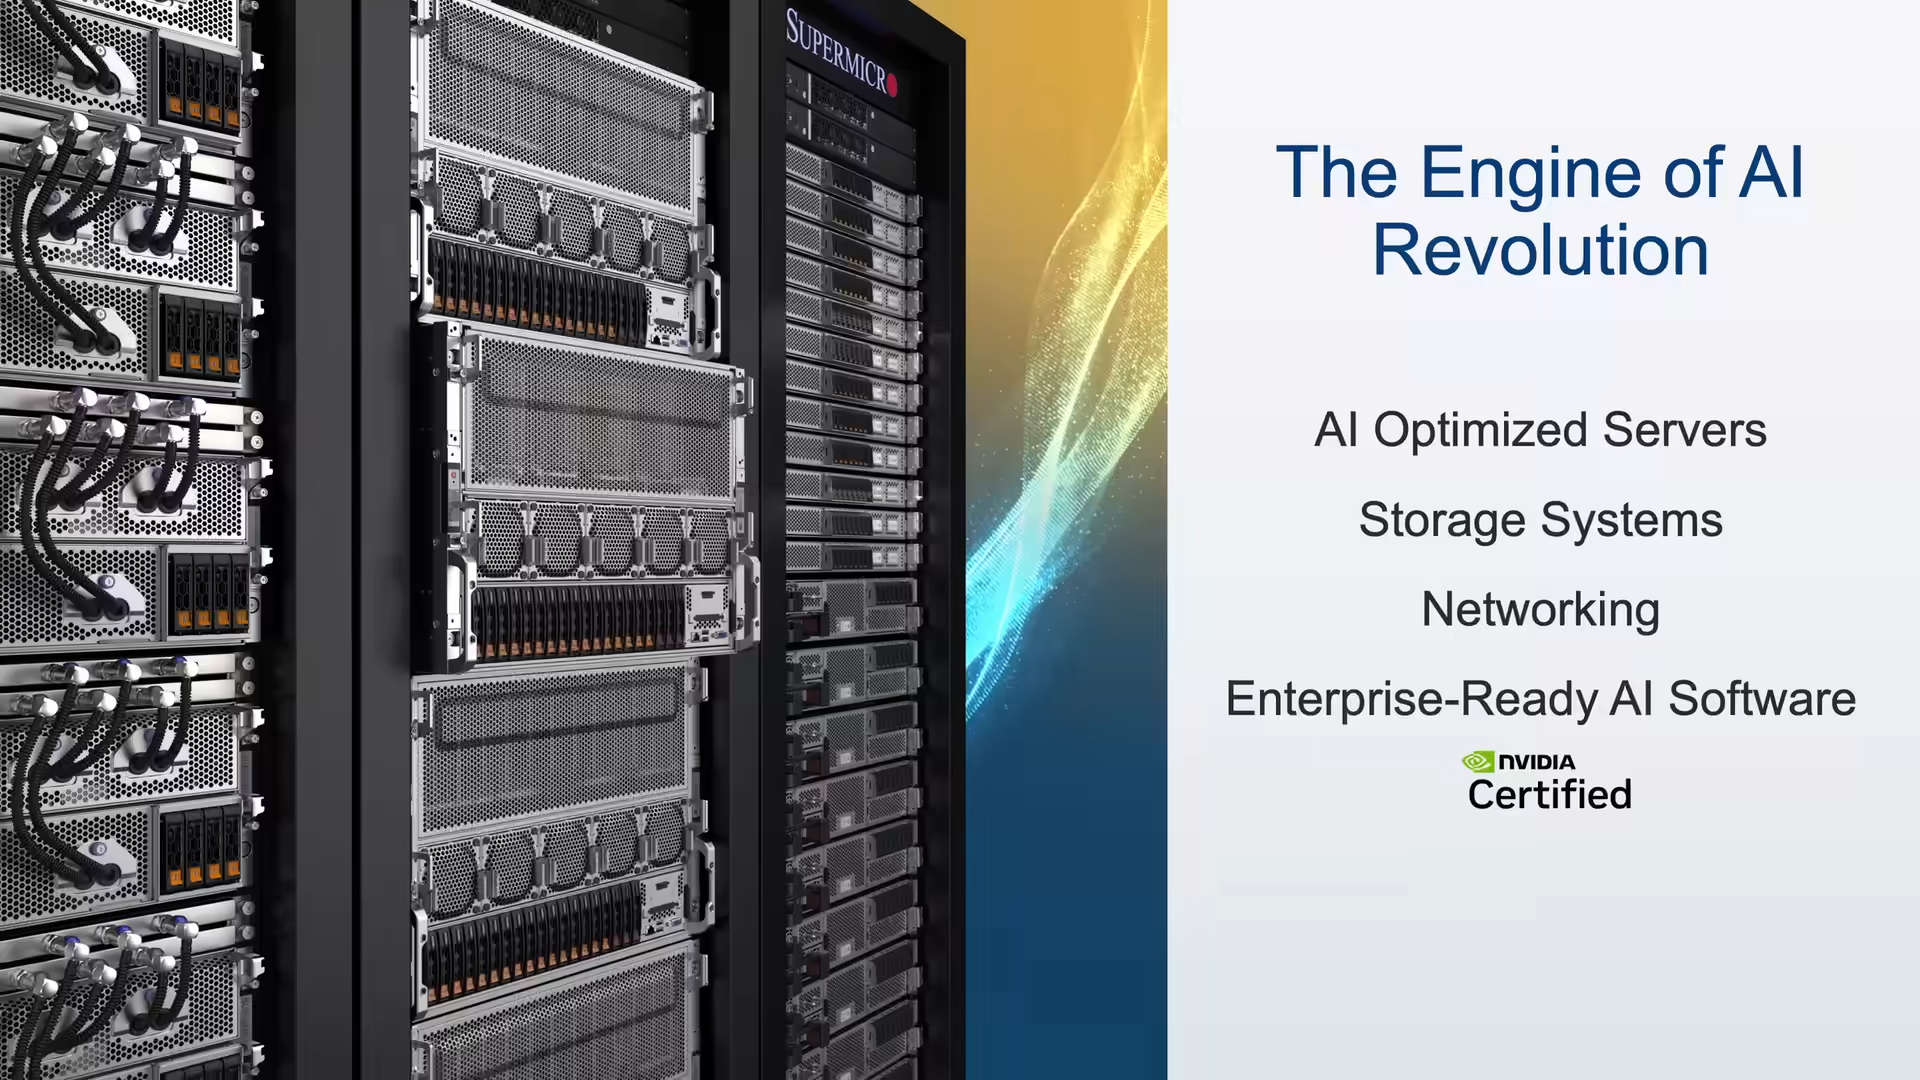 SUPERMICRO
The Engine of AI
Revolution
AI Optimized Servers
Storage Systems
Networking
Enterprise-Ready AI Software
NVIDIA
Certified